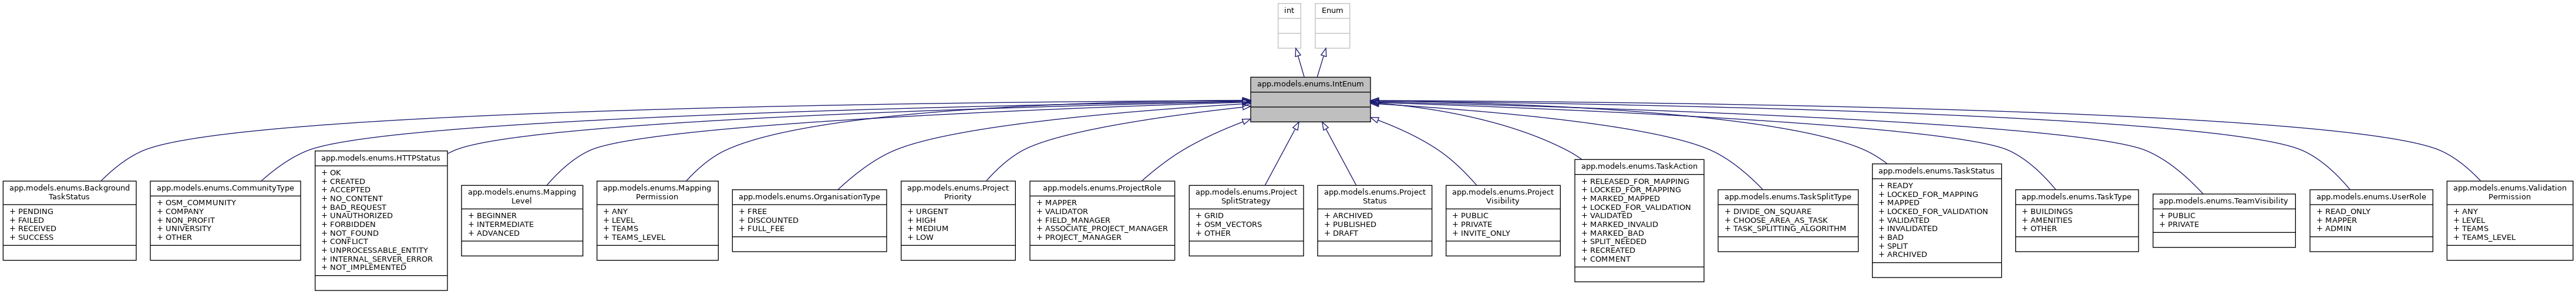 int
Enum
app.models.enums.IntEnum
app.models.enums.Background
TaskStatus
+ PENDING
+ FAILED
+ RECEIVED
+ SUCCESS
app.models.enums.CommunityType
+ OSM_COMMUNITY
+ COMPANY
+ NON_PROFIT
+ UNIVERSITY
+ OTHER
app.models.enums.HTTPStatus
+ OK
+ CREATED
+ ACCEPTED
+ NO_CONTENT
+ BAD_REQUEST
+ UNAUTHORIZED
+ FORBIDDEN
+ NOT_FOUND
+ CONFLICT
+ UNPROCESSABLE_ENTITY
+ INTERNAL_SERVER_ERROR
+ NOT_IMPLEMENTED
app.models.enums.Mapping
Level
+ BEGINNER
+ INTERMEDIATE
+ ADVANCED
app.models.enums.Mapping
Permission
+ ANY
+ LEVEL
+ TEAMS
+ TEAMS_LEVEL
app.models.enums.OrganisationType
+ FREE
+ DISCOUNTED
+ FULL_FEE
app.models.enums.Project
Priority
+ URGENT
+ HIGH
+ MEDIUM
+ LOW
app.models.enums.ProjectRole
+ MAPPER
+ VALIDATOR
+ FIELD_MANAGER
+ ASSOCIATE_PROJECT_MANAGER
+ PROJECT_MANAGER
app.models.enums.Project
SplitStrategy
+ GRID
+ OSM_VECTORS
+ OTHER
app.models.enums.Project
Status
+ ARCHIVED
+ PUBLISHED
+ DRAFT
app.models.enums.Project
Visibility
+ PUBLIC
+ PRIVATE
+ INVITE_ONLY
app.models.enums.TaskAction
+ RELEASED_FOR_MAPPING
+ LOCKED_FOR_MAPPING
+ MARKED_MAPPED
+ LOCKED_FOR_VALIDATION
+ VALIDATED
+ MARKED_INVALID
+ MARKED_BAD
+ SPLIT_NEEDED
+ RECREATED
+ COMMENT
app.models.enums.TaskSplitType
+ DIVIDE_ON_SQUARE
+ CHOOSE_AREA_AS_TASK
+ TASK_SPLITTING_ALGORITHM
app.models.enums.TaskStatus
+ READY
+ LOCKED_FOR_MAPPING
+ MAPPED
+ LOCKED_FOR_VALIDATION
+ VALIDATED
+ INVALIDATED
+ BAD
+ SPLIT
+ ARCHIVED
app.models.enums.TaskType
+ BUILDINGS
+ AMENITIES
+ OTHER
app.models.enums.TeamVisibility
+ PUBLIC
+ PRIVATE
app.models.enums.UserRole
+ READ_ONLY
+ MAPPER
+ ADMIN
app.models.enums.Validation
Permission
+ ANY
+ LEVEL
+ TEAMS
+ TEAMS_LEVEL